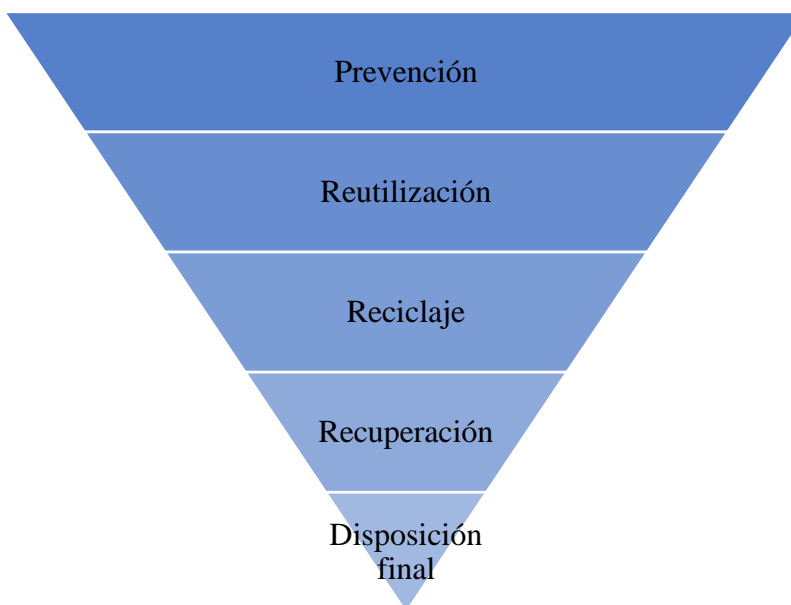 Prevención
Reutilización
Reciclaje
Recuperación
Disposición
final